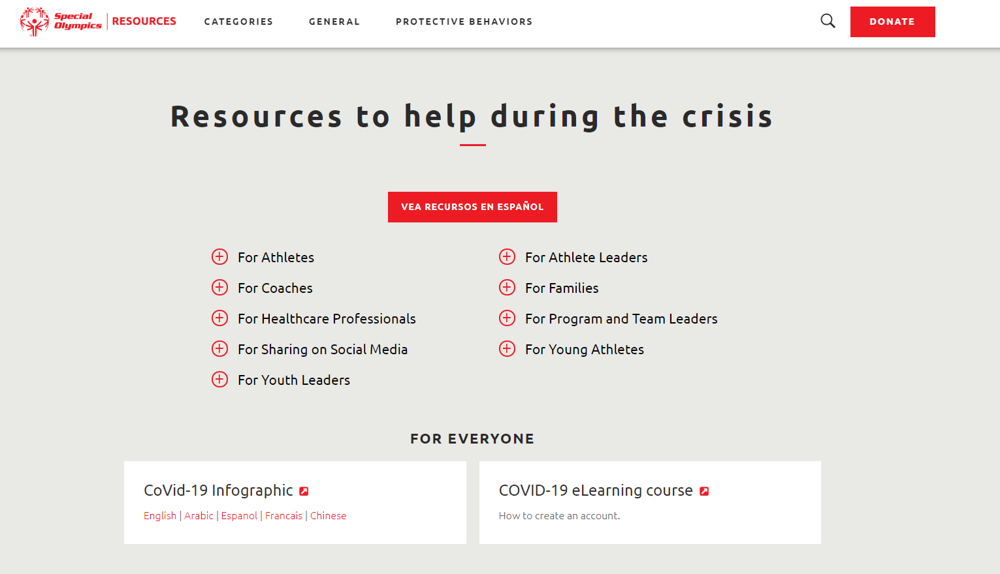 Special
Olympics
RESOURCES
CATEGORIES
GENERAL
PROTECTIVE BEHAVIORS
DONATE
Resources to help during the crisis
VEA RECURSOS EN ESPAÑOL
For Athletes
For Athlete Leaders
For Coaches
For Families
For Healthcare Professionals
For Program and Team Leaders
For Sharing on Social Media
For Young Athletes
For Youth Leaders
FOR EVERYONE
CoVid-19 Infographic
English | Arabic | Espanol | Francais | Chinese
COVID-19 eLearning course
How to create an account.